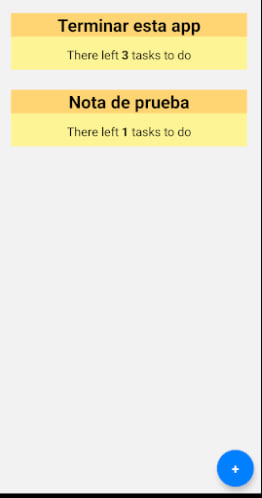 Terminar esta app
There left 3 tasks to do
Nota de prueba
There left 1 tasks to do
+